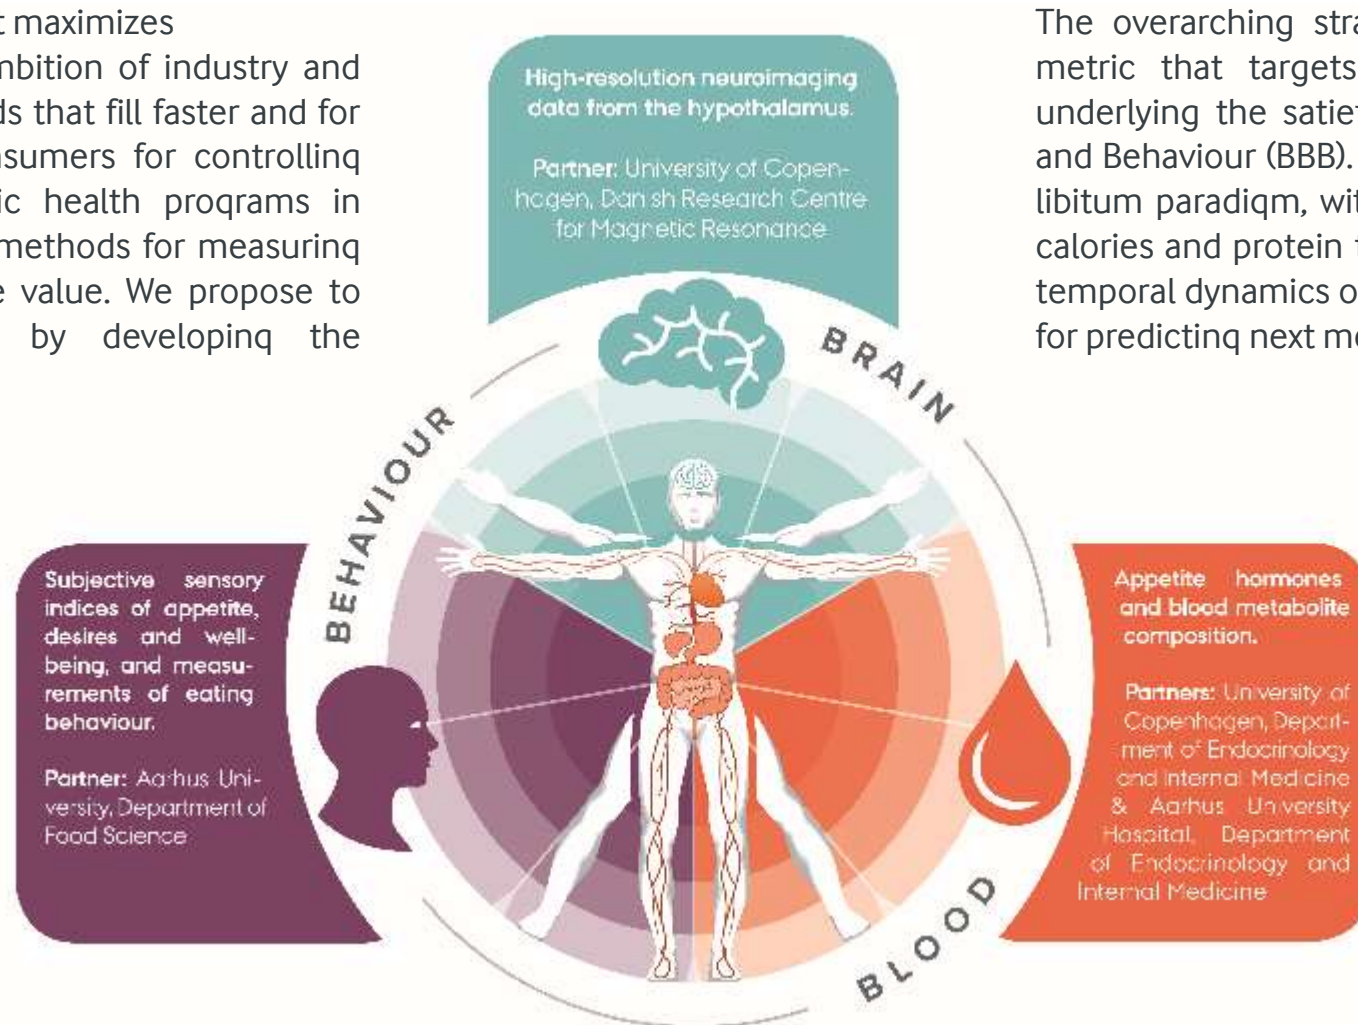 t maximizes
mbition of industry and
ds that fill faster and for
nsumers for controlling
ic health programs in
methods for measuring
e value. We propose to
by developing the
High-resolution neuroimaging
data from the hypothalamus.
Partner: University of Copen-
hagen, Danish Research Centre
for Magnetic Resonance
The overarching stra
metric that targets
underlying the satie
and Behaviour (BBB).
libitum paradigm, wit
calories and protein t
temporal dynamics o
for predicting next me
BRAIN
BEHAVIOUR
Subjective sensory
indices of appetite,
desires and well-
being, and measu-
rements of eating
behaviour.
Partner: Aarhus Uni-
versity, Department of
Food Science
Appetite hormones
and blood metabolite
composition.
Partners: University of
Copenhagen, Depart-
ment of Endocrinology
and Internal Medicine
& Aarhus University
Hospital, Department
of Endocrinology and
Internal Medicine
BLOOD